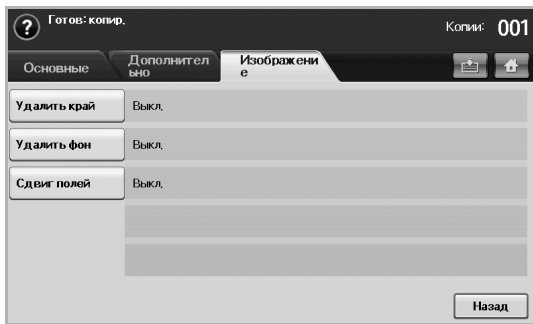 ? Готов: копир.
Копии: 001
Основные
Дополнител
ьно
Изображени
е
Удалить край
Выкл.
Удалить фон
Выкл.
Сдвиг полей
Выкл.
Назад